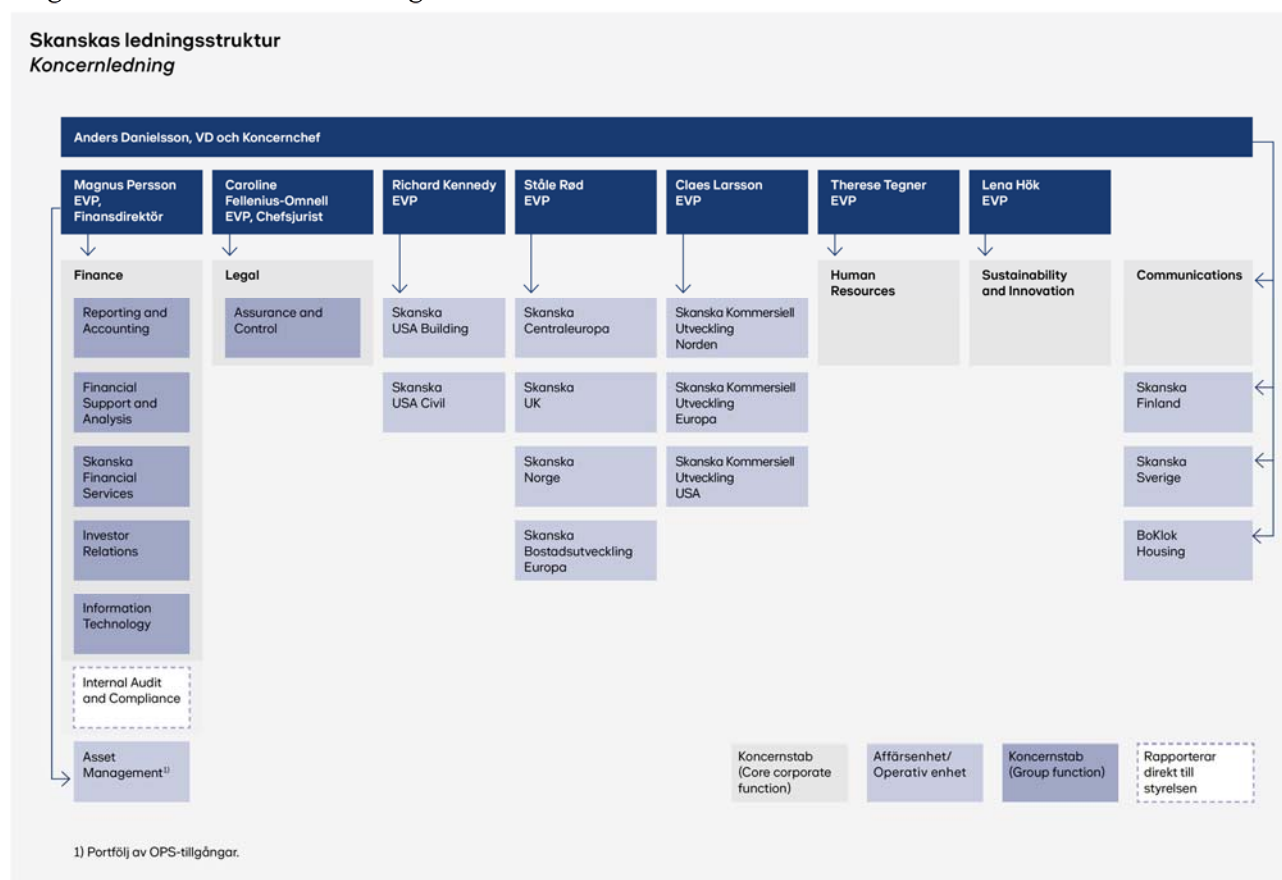 Skanskas ledningsstruktur
Koncernledning
Anders Danielsson, VD och Koncernchef
Magnus Persson
EVP,
Finansdirektör
Caroline
Fellenius-Omnell
EVP, Chefsjurist
Richard Kennedy
EVP
Ståle Rød
EVP
Claes Larsson
EVP
Therese Tegner
EVP
Lena Hök
EVP
Finance
Reporting and
Accounting
Financial
Support and
Analysis
Skanska
Financial
Services
Investor
Relations
Information
Technology
Internal Audit
and Compliance
Asset
Management¹⁾
Legal
Assurance and
Control
Skanska
USA Building
Skanska
USA Civil
Skanska
Centraleuropa
Skanska
UK
Skanska
Norge
Skanska
Bostadsutveckling
Europa
Skanska Kommersiell
Utveckling
Norden
Skanska Kommersiell
Utveckling
Europa
Skanska Kommersiell
Utveckling
USA
Human
Resources
Sustainability
and Innovation
Communications
Skanska
Finland
Skanska
Sverige
BoKlok
Housing
Koncernstab
(Core corporate
function)
Affärsenhet/
Operativ enhet
Koncernstab
(Group function)
Rapporterar
direkt till
styrelsen
1) Portfölj av OPS-tillgångar.